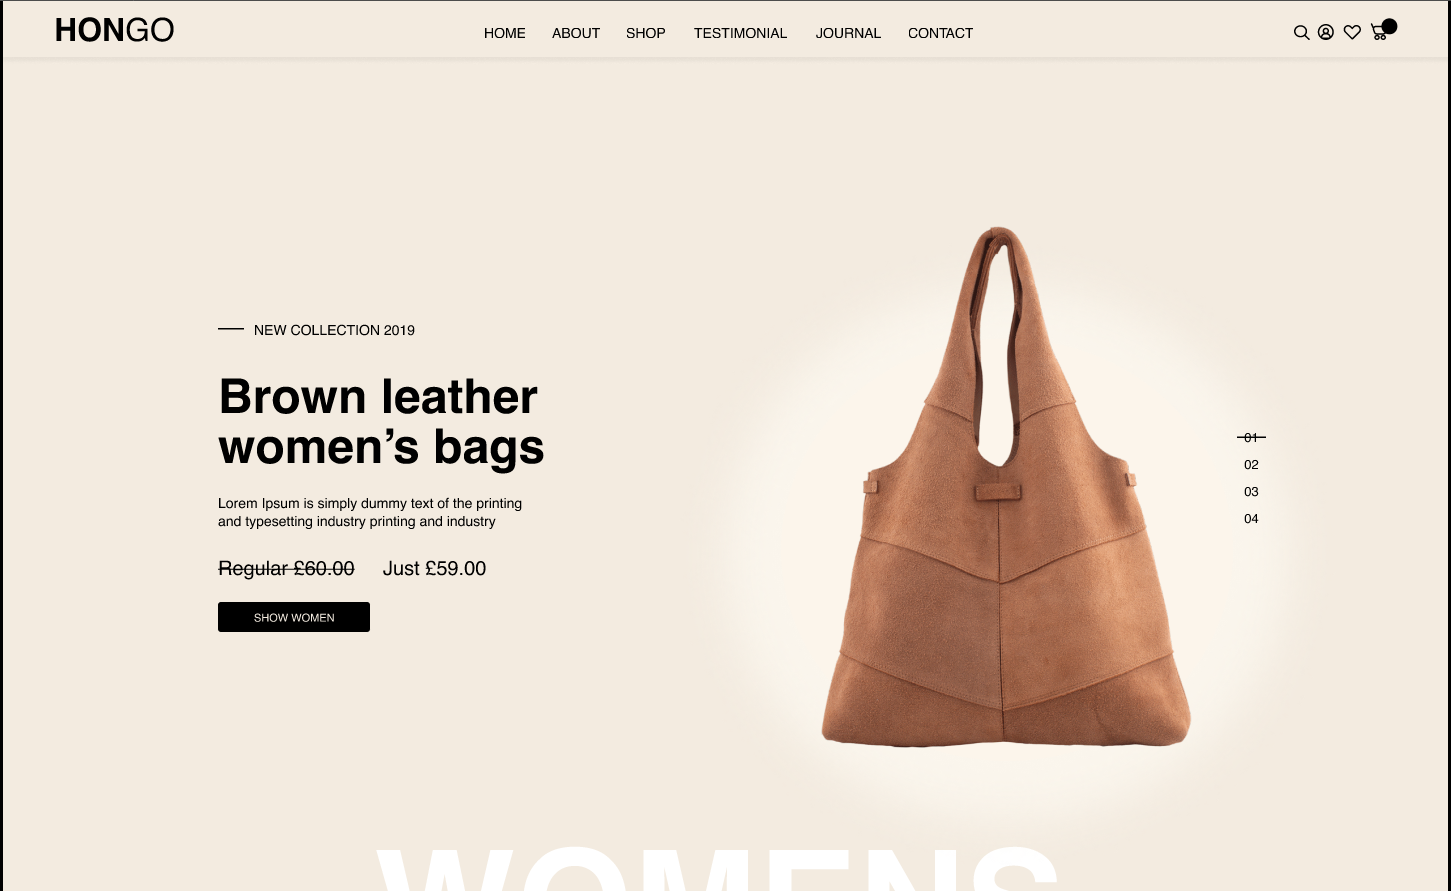 HONGO
HOME ABOUT SHOP TESTIMONIAL JOURNAL CONTACT
NEW COLLECTION 2019
Brown leather
women’s bags
Lorem Ipsum is simply dummy text of the printing
and typesetting industry printing and industry
Regular £60.00 Just £59.00
SHOW WOMEN
01
02
03
04
WOMENS